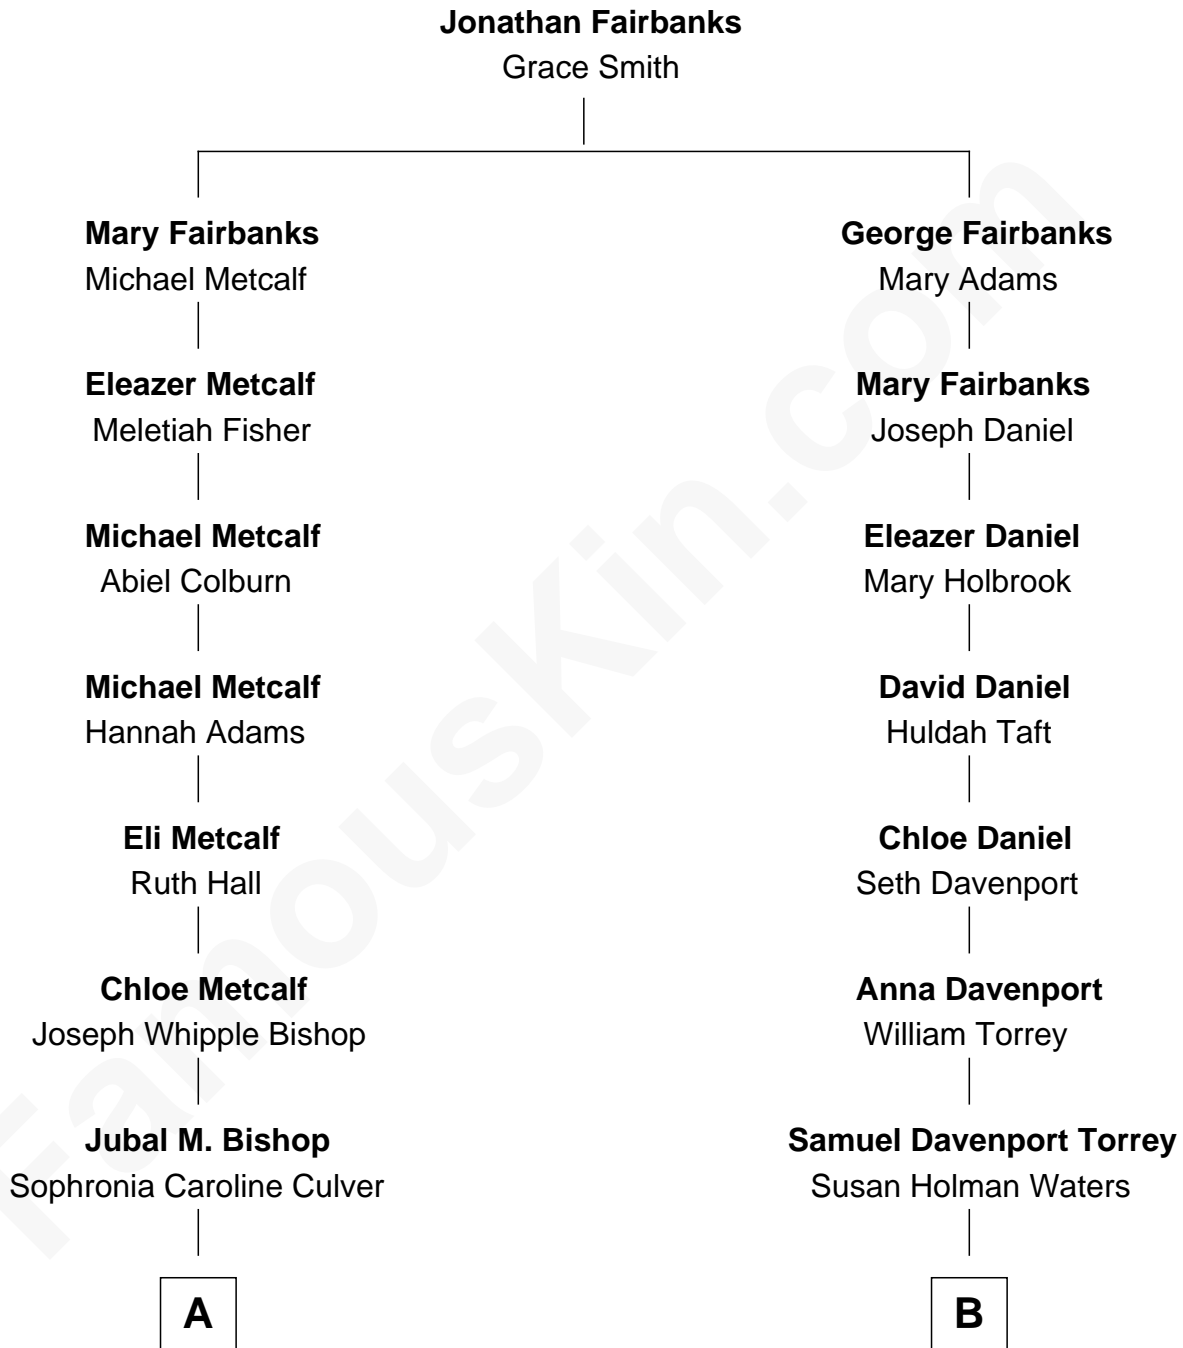 Jonathan Fairbanks
Grace Smith
Mary Fairbanks
Michael Metcalf
George Fairbanks
Mary Adams
Eleazer Metcalf
Meletiah Fisher
Mary Fairbanks
Joseph Daniel
Michael Metcalf
Abiel Colburn
Eleazer Daniel
Mary Holbrook
Michael Metcalf
Hannah Adams
David Daniel
Huldah Taft
Eli Metcalf
Ruth Hall
Chloe Daniel
Seth Davenport
Chloe Metcalf
Joseph Whipple Bishop
Anna Davenport
William Torrey
Jubal M. Bishop
Sophronia Caroline Culver
Samuel Davenport Torrey
Susan Holman Waters
A
B
FamousKin.com